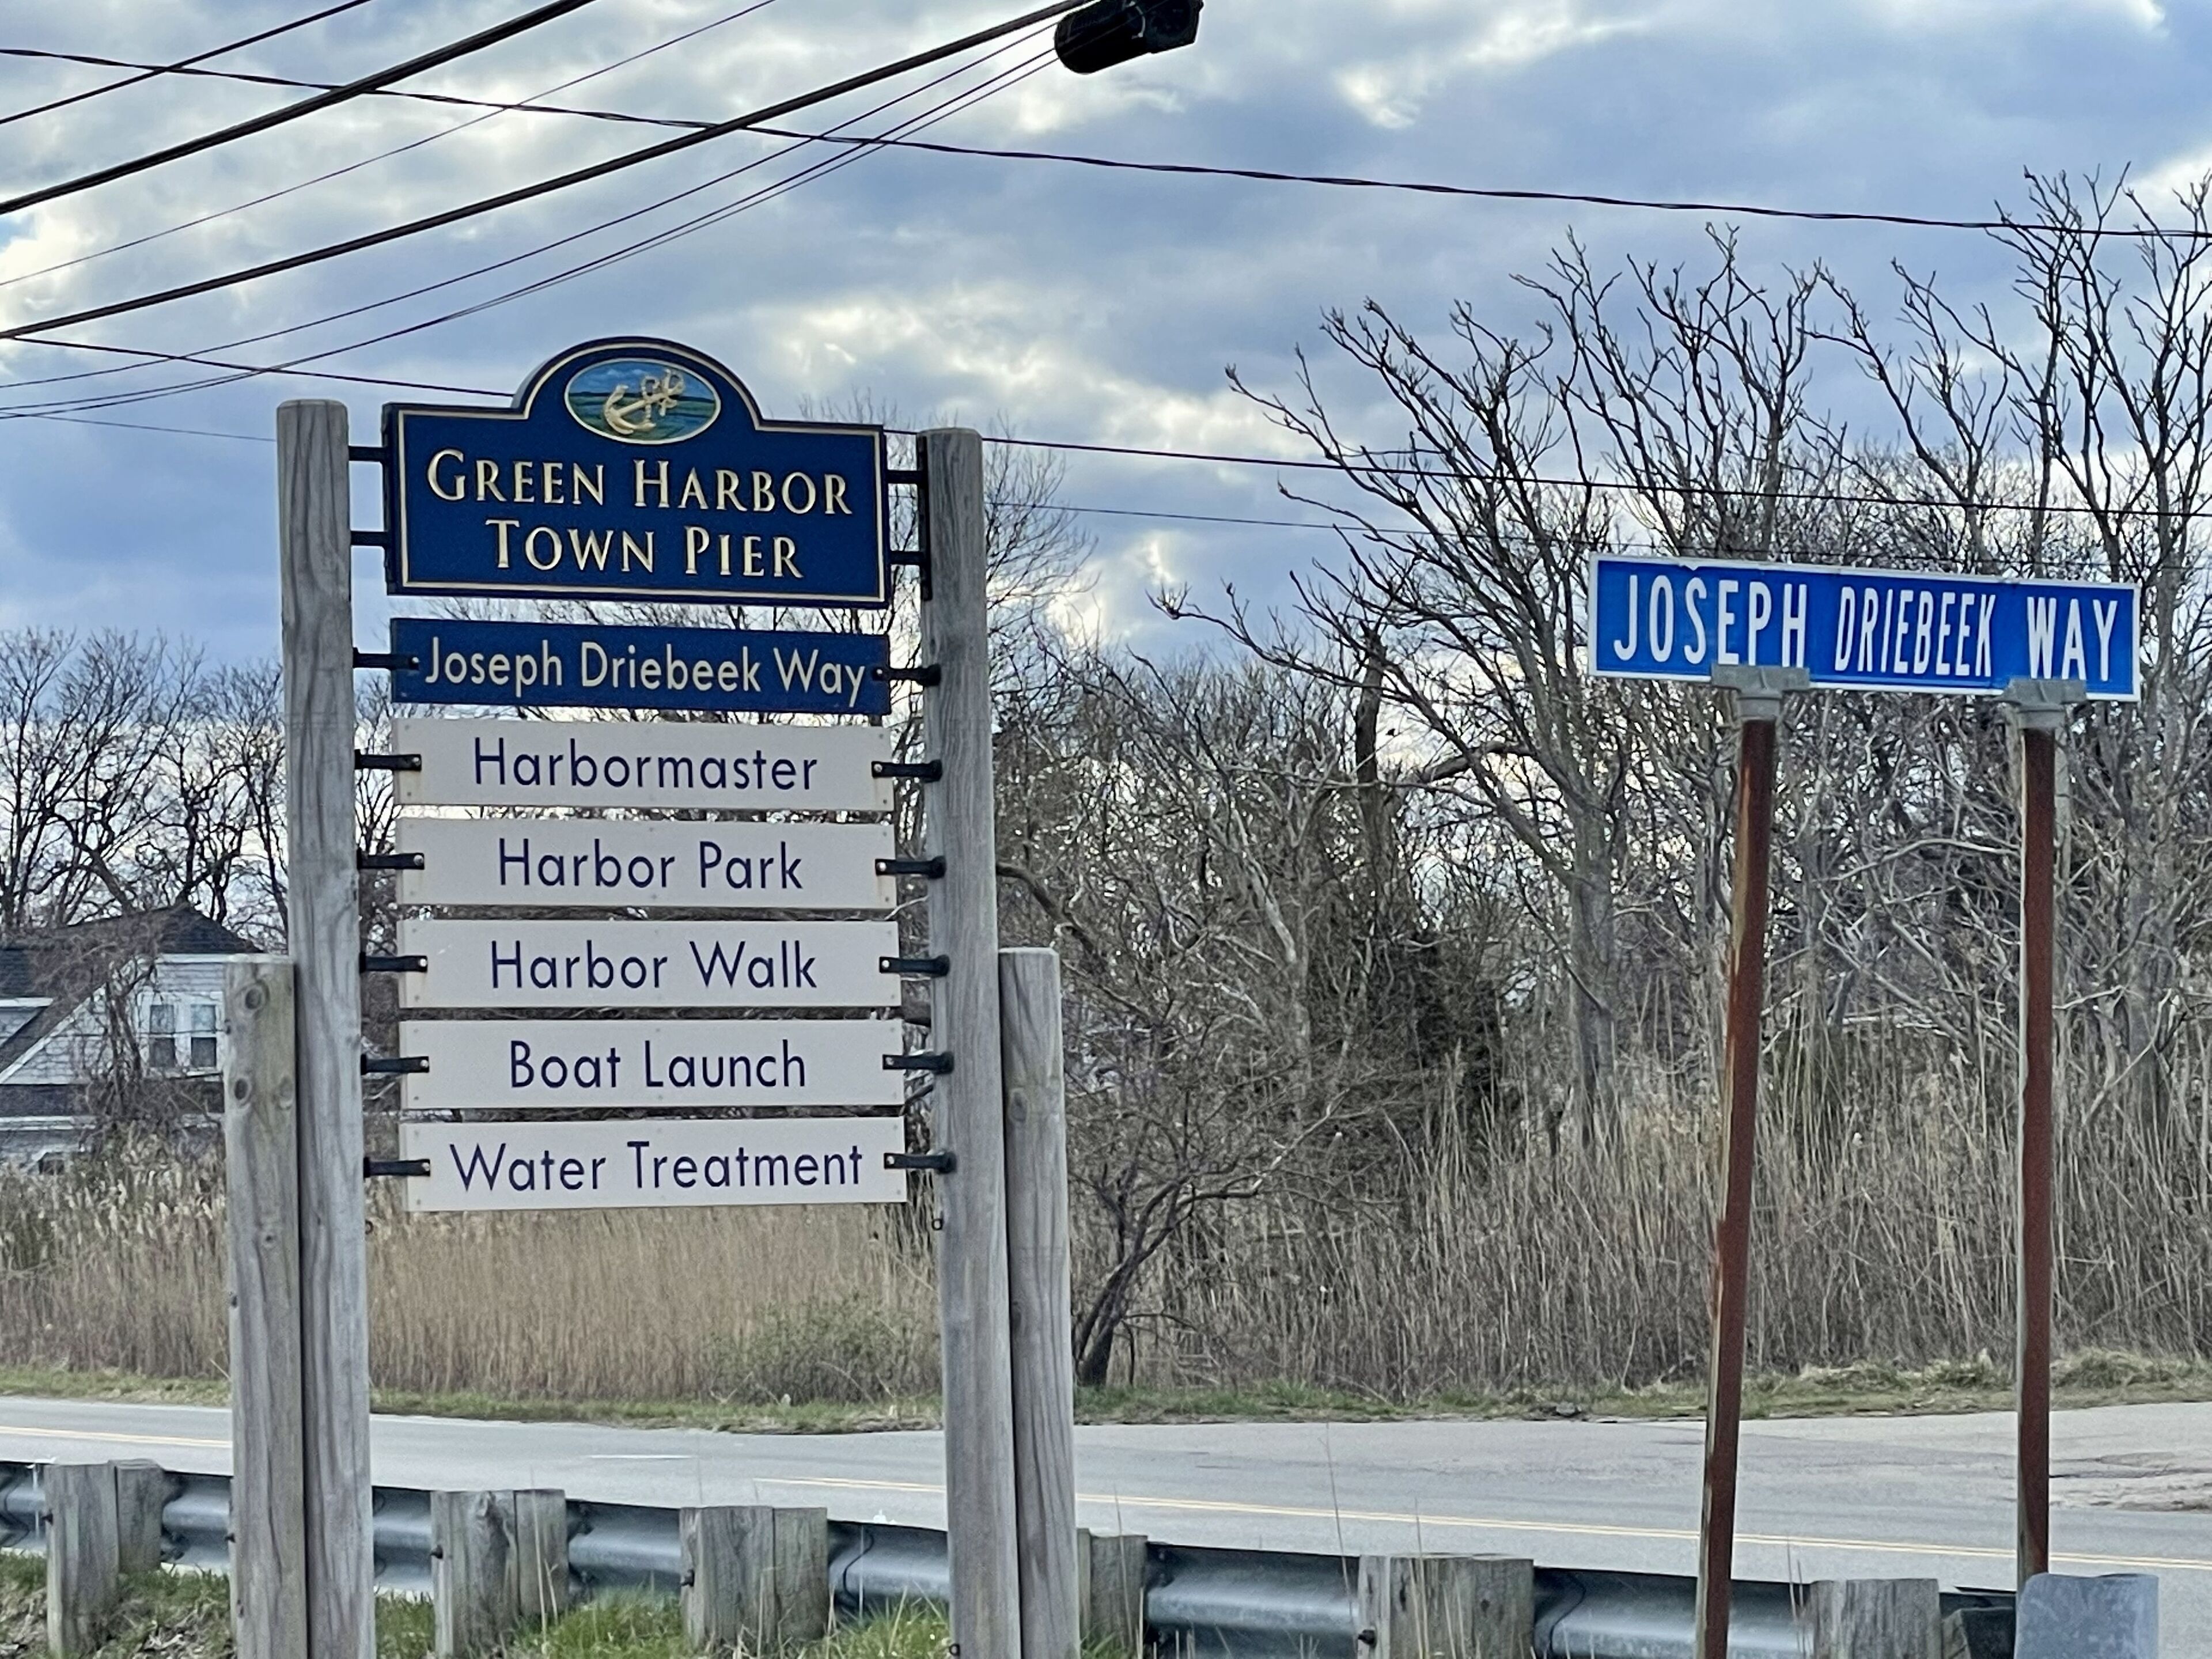 GREEN HARBOR
TOWN PIER
Joseph Driebeek Way
Harbormaster
Harbor Park
Harbor Walk
Boat Launch
Water Treatment
JOSEPH DRIEBEEK WAY